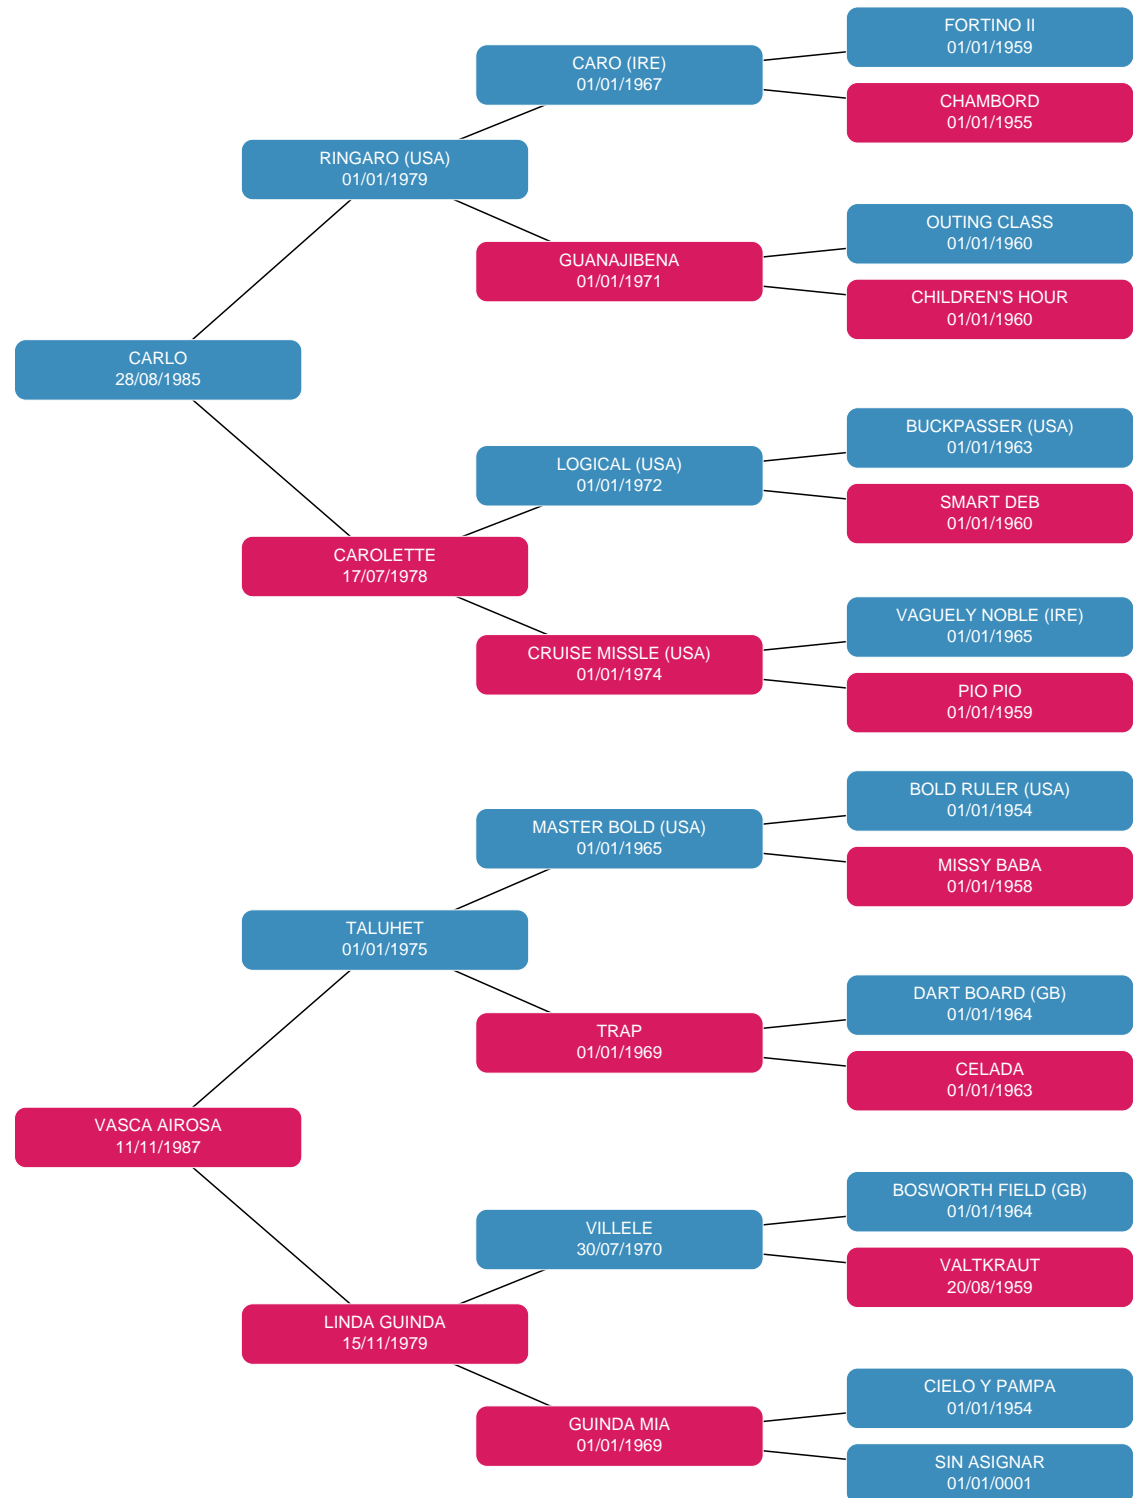 FORTINO II
01/01/1959
CARO (IRE)
01/01/1967
CHAMBORD
01/01/1955
RINGARO (USA)
01/01/1979
OUTING CLASS
01/01/1960
GUANAJIBENA
01/01/1971
CHILDREN'S HOUR
01/01/1960
CARLO
28/08/1985
BUCKPASSER (USA)
01/01/1963
LOGICAL (USA)
01/01/1972
SMART DEB
01/01/1960
CAROLETTE
17/07/1978
VAGUELY NOBLE (IRE)
01/01/1965
CRUISE MISSLE (USA)
01/01/1974
PIO PIO
01/01/1959
BOLD RULER (USA)
01/01/1954
MASTER BOLD (USA)
01/01/1965
MISSY BABA
01/01/1958
TALUHET
01/01/1975
DART BOARD (GB)
01/01/1964
TRAP
01/01/1969
CELADA
01/01/1963
VASCA AIROSA
11/11/1987
BOSWORTH FIELD (GB)
01/01/1964
VILLELE
30/07/1970
VALTKRAUT
20/08/1959
LINDA GUINDA
15/11/1979
CIELO Y PAMPA
01/01/1954
GUINDA MIA
01/01/1969
SIN ASIGNAR
01/01/0001